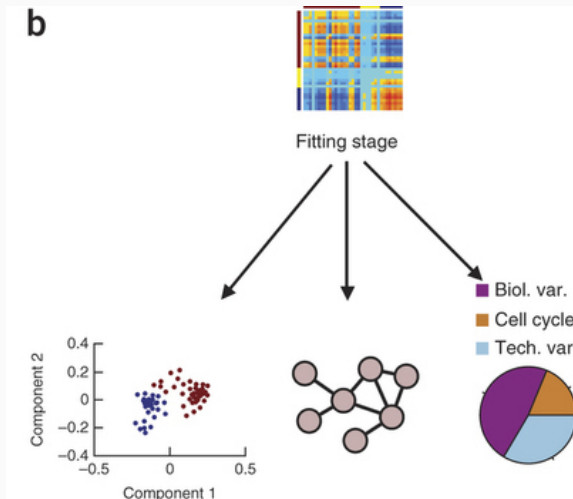 b
Fitting stage
Biol. var.
Cell cycle
Tech. var
Component 2
0.4
0.2
0
−0.2
−0.4
−0.5
0
0.5
Component 1